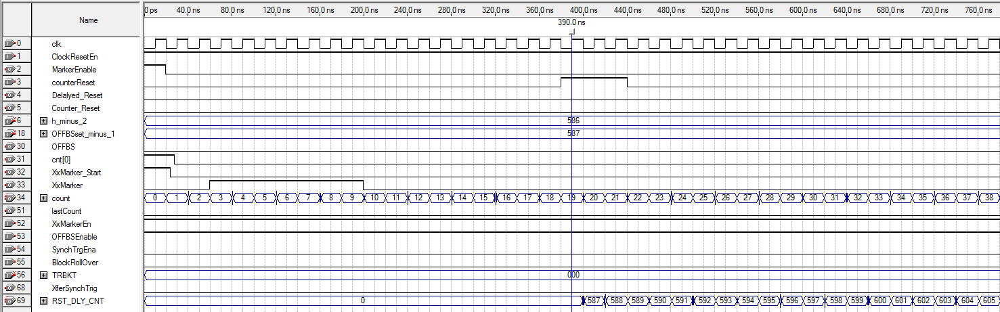 Name
0 ps 40.0 ns 80.0 ns 120.0 ns 160.0 ns 200.0 ns 240.0 ns 280.0 ns 320.0 ns 360.0 ns 400.0 ns 440.0 ns 480.0 ns 520.0 ns 560.0 ns 600.0 ns 640.0 ns 680.0 ns 720.0 ns 760.0 ns
390.0 ns
0 clk
1 ClockResetEn
2 MarkerEnable
3 counterReset
4 Delalyed_Reset
5 Counter_Reset
6 h_minus_2 586
18 OFFBSset_minus_1 587
30 OFFBS
31 cnt[0]
32 XxMarker_Start
33 XxMarker
34 count 0 1 2 3 4 5 6 7 8 9 10 11 12 13 14 15 16 17 18 19 20 21 22 23 24 25 26 27 28 29 30 31 32 33 34 35 36 37 38
51 lastCount
52 XxMarkerEn
53 OFFBSEnable
54 SynchTrgEna
55 BlockRollOver
56 TRBKT 000
68 XferSynchTrig
69 RST_DLY_CNT 0 587 588 589 590 591 592 593 594 595 596 597 598 599 600 601 602 603 604 605